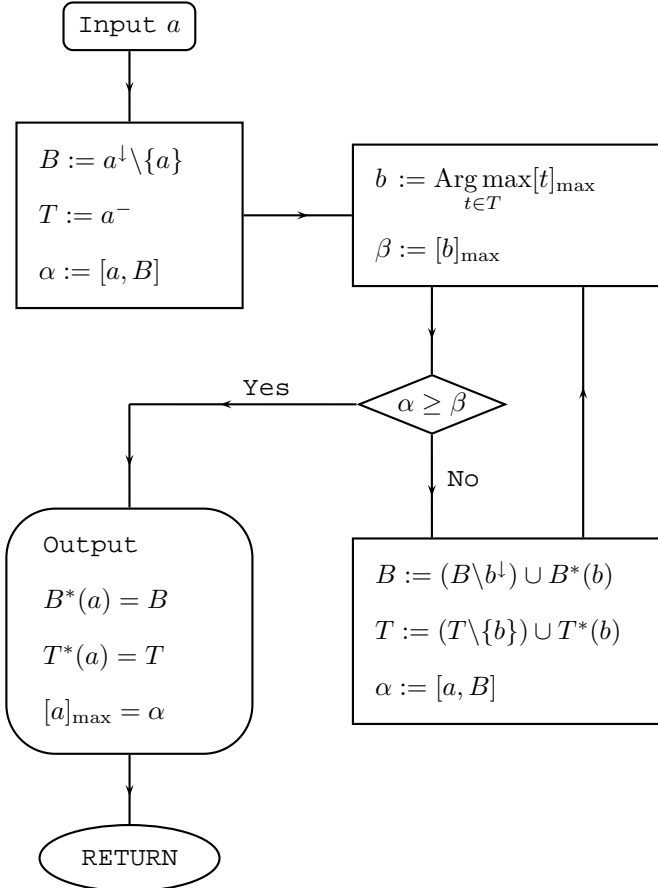 Input a
B := a↓\{a}
T := a⁻
α := [a, B]
b := Arg max[t]max
t∈T
β := [b]max
α ≥ β
Yes
No
Output
B*(a) = B
T*(a) = T
[a]max = α
B := (B\b↓) ∪ B*(b)
T := (T\{b}) ∪ T*(b)
α := [a, B]
RETURN